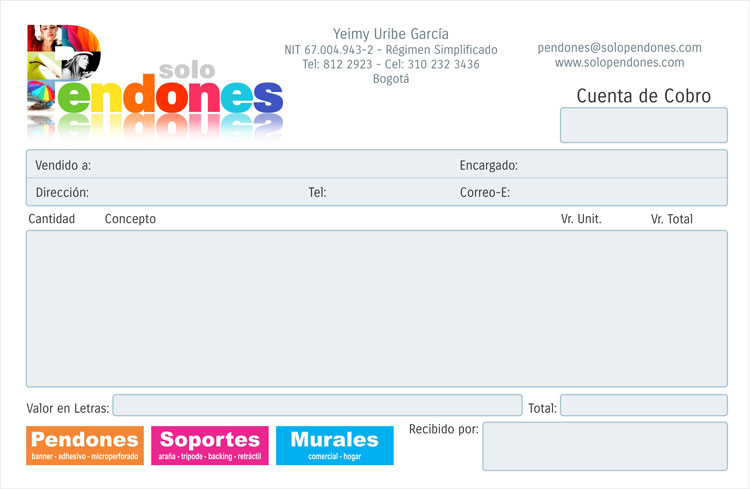 solo
Pendones
Yeimy Uribe García
NIT 67.004.943-2 - Régimen Simplificado
Tel: 812 2923 - Cel: 310 232 3436
Bogotá
pendones@solopendones.com
www.solopendones.com
Cuenta de Cobro
Vendido a: Encargado:
Dirección: Tel: Correo-E:
Cantidad Concepto Vr. Unit. Vr. Total
Valor en Letras: Total:
Pendones
banner - adhesivo - microperforado
Soportes
araña - trípode - backing - retráctil
Murales
comercial - hogar
Recibido por: